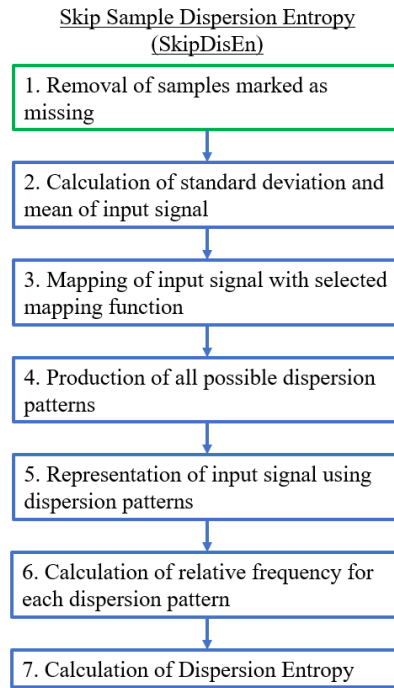 Skip Sample Dispersion Entropy
(SkipDisEn)
1. Removal of samples marked as
missing
2. Calculation of standard deviation and
mean of input signal
3. Mapping of input signal with selected
mapping function
4. Production of all possible dispersion
patterns
5. Representation of input signal using
dispersion patterns
6. Calculation of relative frequency for
each dispersion pattern
7. Calculation of Dispersion Entropy